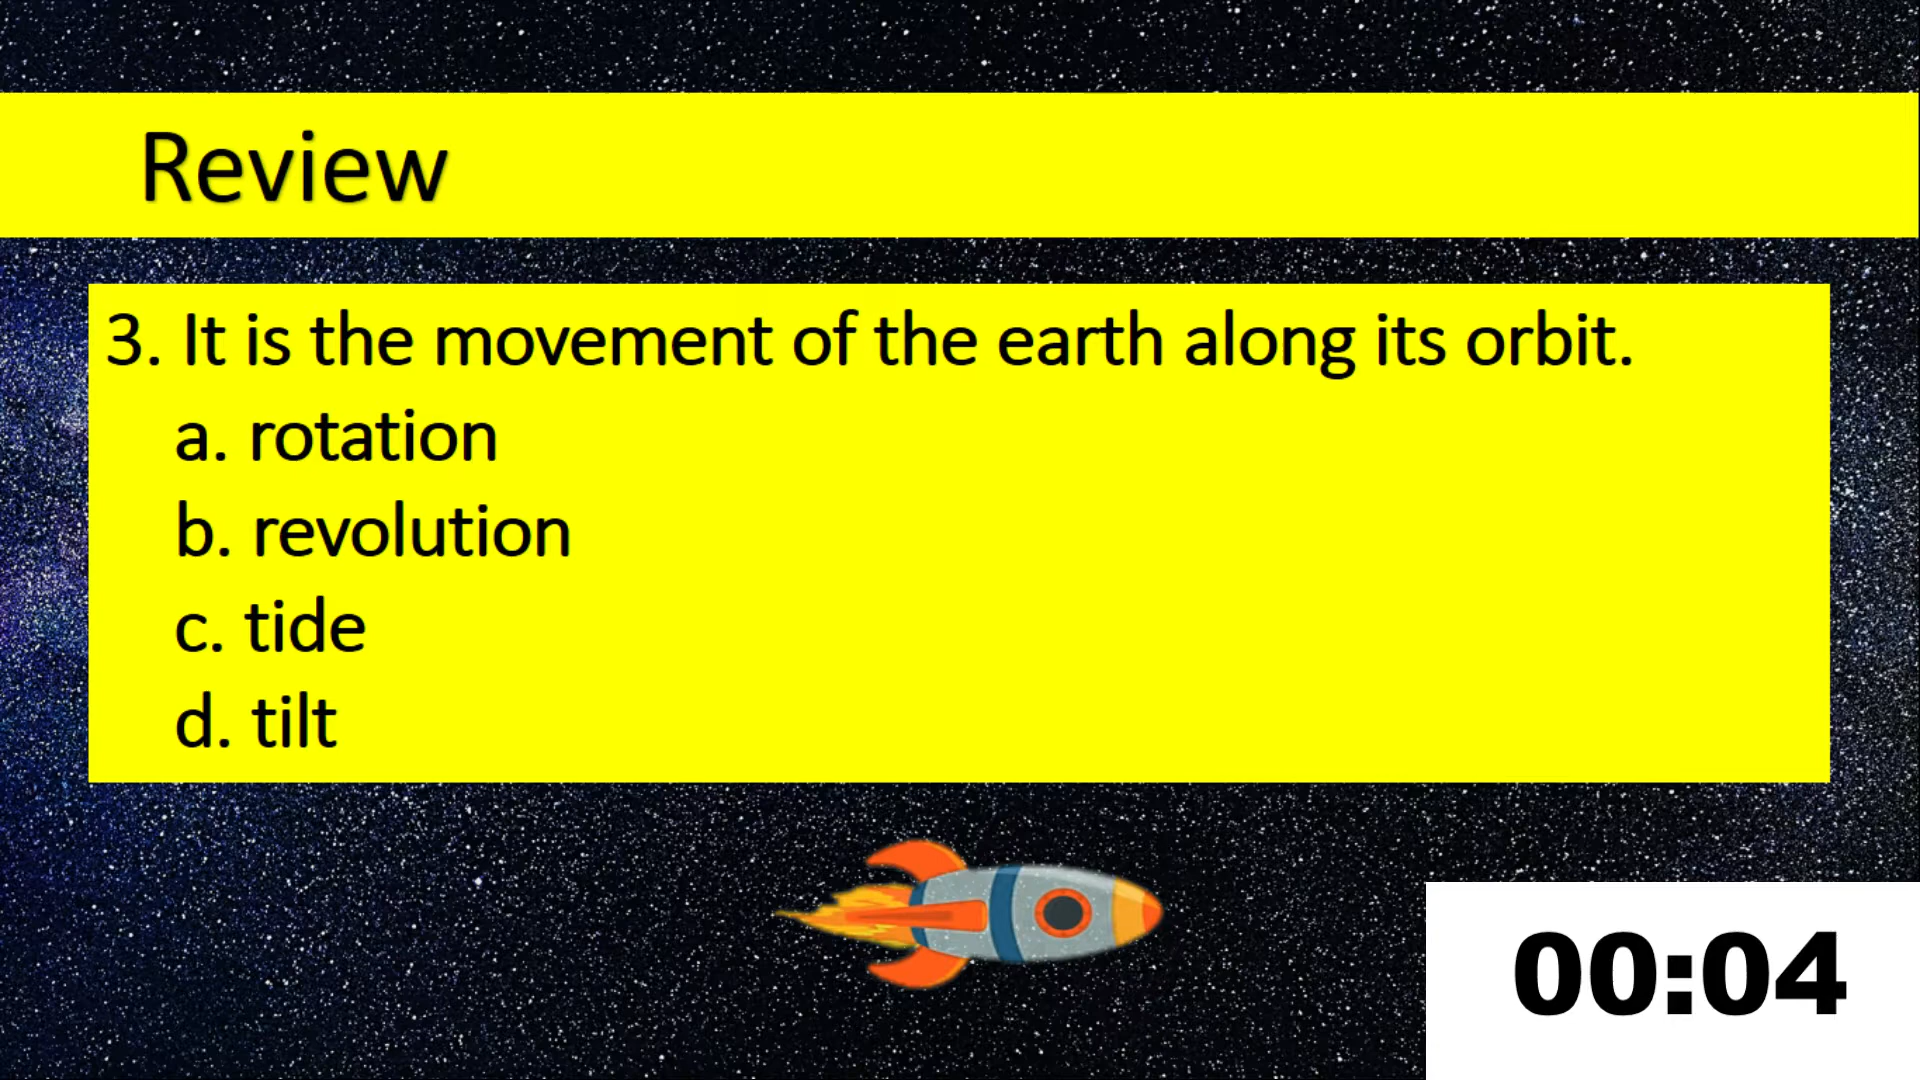 Review
3. It is the movement of the earth along its orbit.
a. rotation
b. revolution
c. tide
d. tilt
00:04